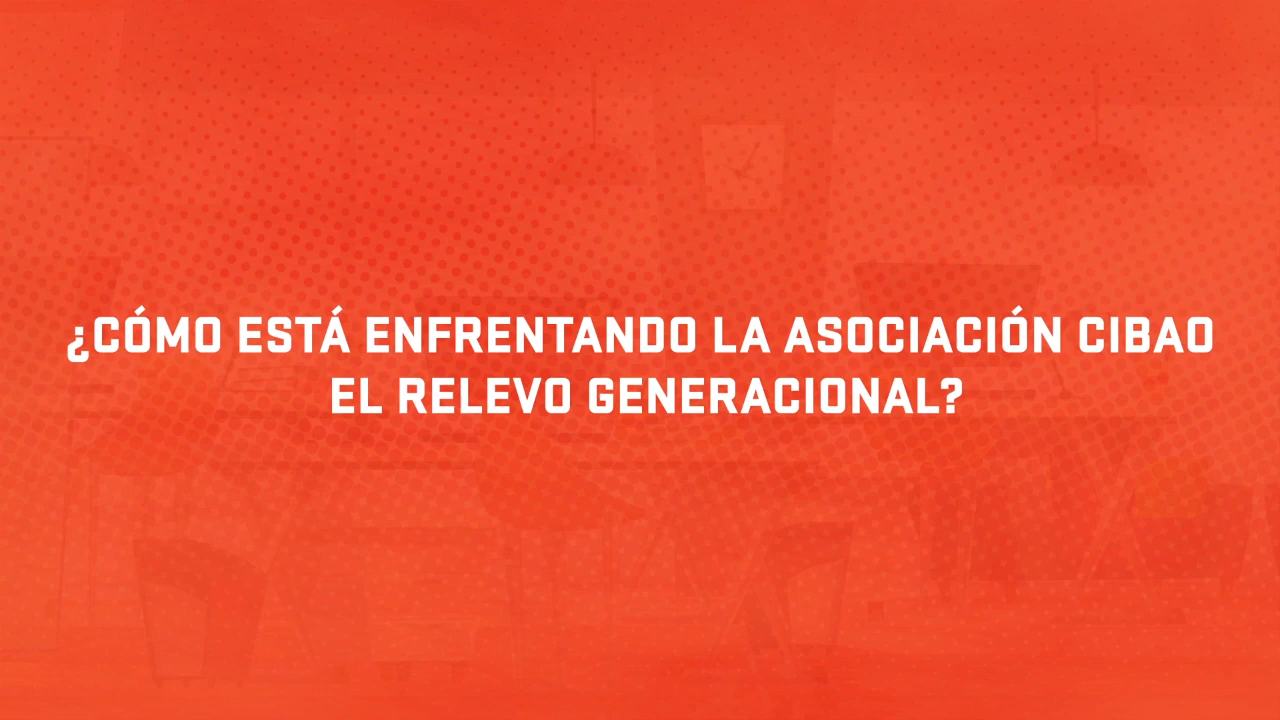 ¿CÓMO ESTÁ ENFRENTANDO LA ASOCIACIÓN CIBAO
EL RELEVO GENERACIONAL?